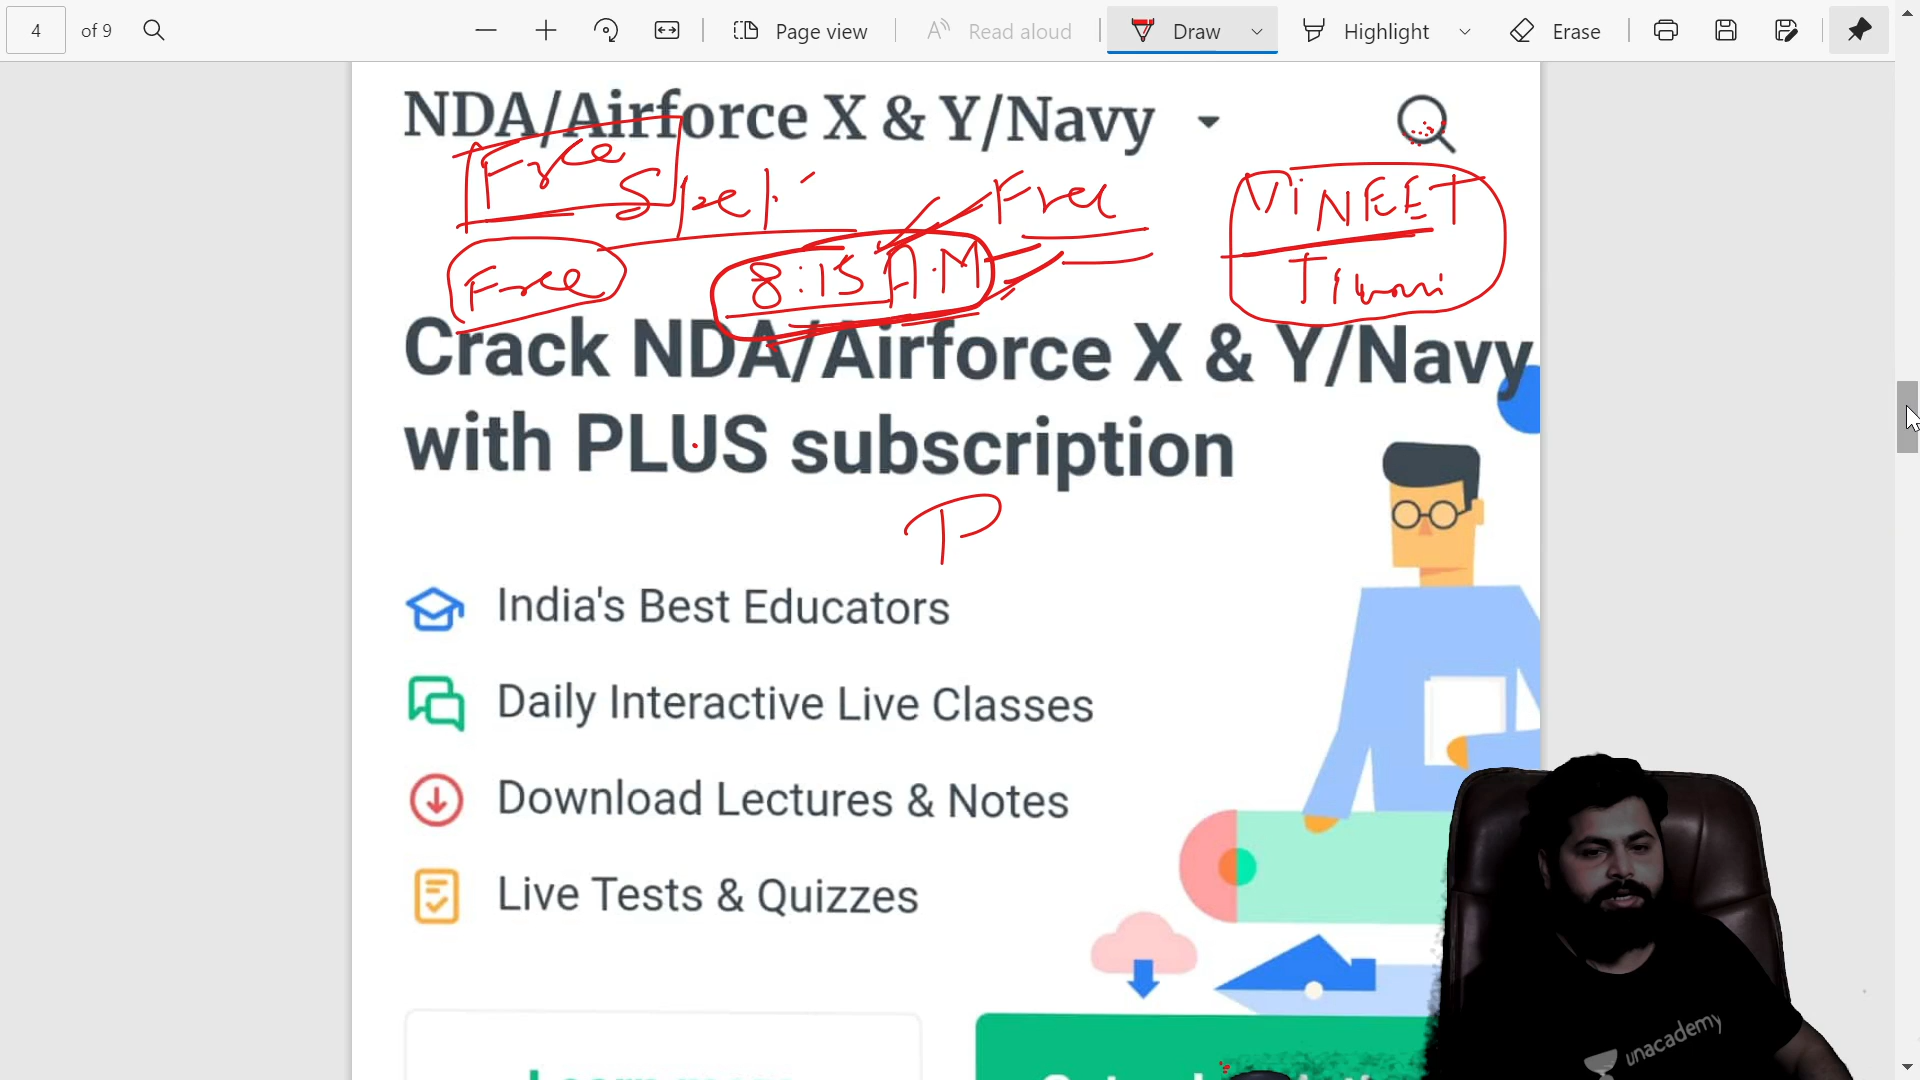 4 of 9 Page view Read aloud Draw Highlight Erase
NDA/Airforce X & Y/Navy
Free
Free
VINEET
Free
8:15 A.M
Tiwari
Crack NDA/Airforce X & Y/Navy
with PLUS subscription
P
India's Best Educators
Daily Interactive Live Classes
Download Lectures & Notes
Live Tests & Quizzes
unacademy